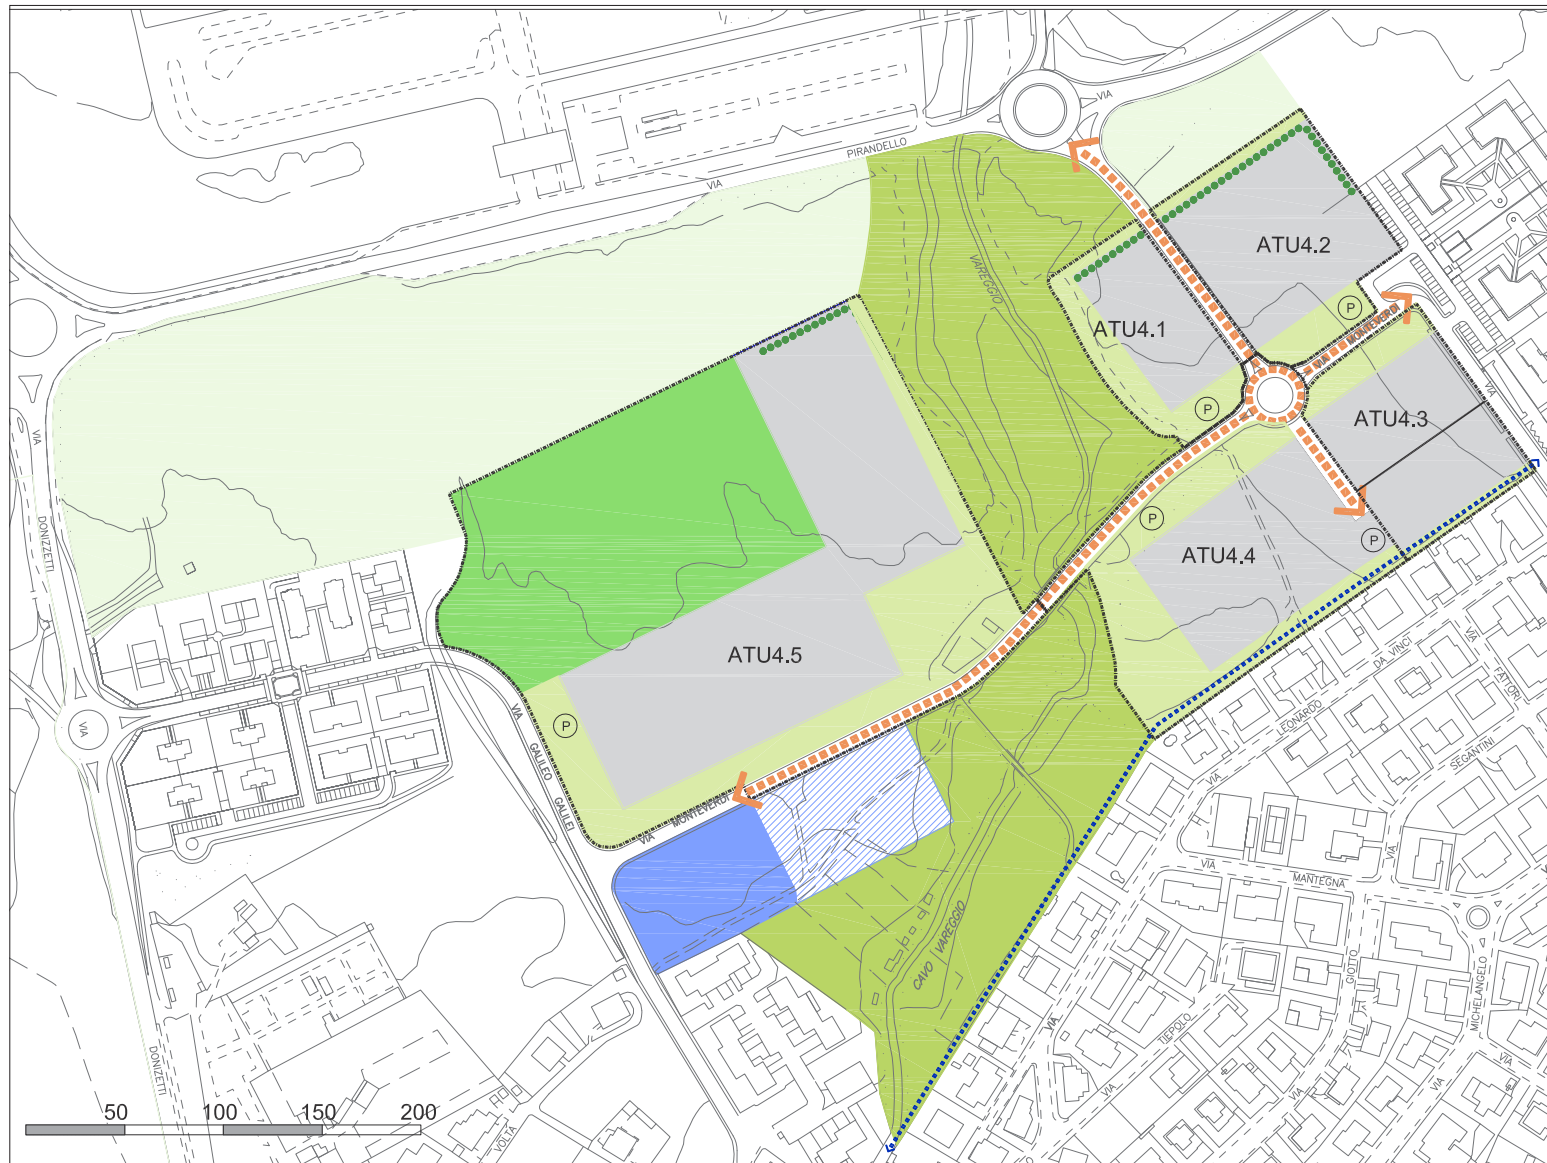 VIA
PIRANDELLO
VIA
ATU4.2
VAREGGIO
P
ATU4.1
VIA MONTEVERDI
VIA
P
ATU4.3
VIA
DONIZZETTI
P
P
ATU4.4
ATU4.5
VIA
FATTORI
DA VINCI
LEONARDO
VIA
SEGANTINI
P
VIA
GALILEO
GALILEI
VIA
VIA
MONTEVERDI
VIA
MANTEGNA
VIA
VIA
CAVO VAREGGIO
GIOTTO
MICHELANGELO
VIA
TIEPOLO
VIA
DONIZETTI
VIA
VIA
VIA
VOLTA
50 100 150 200